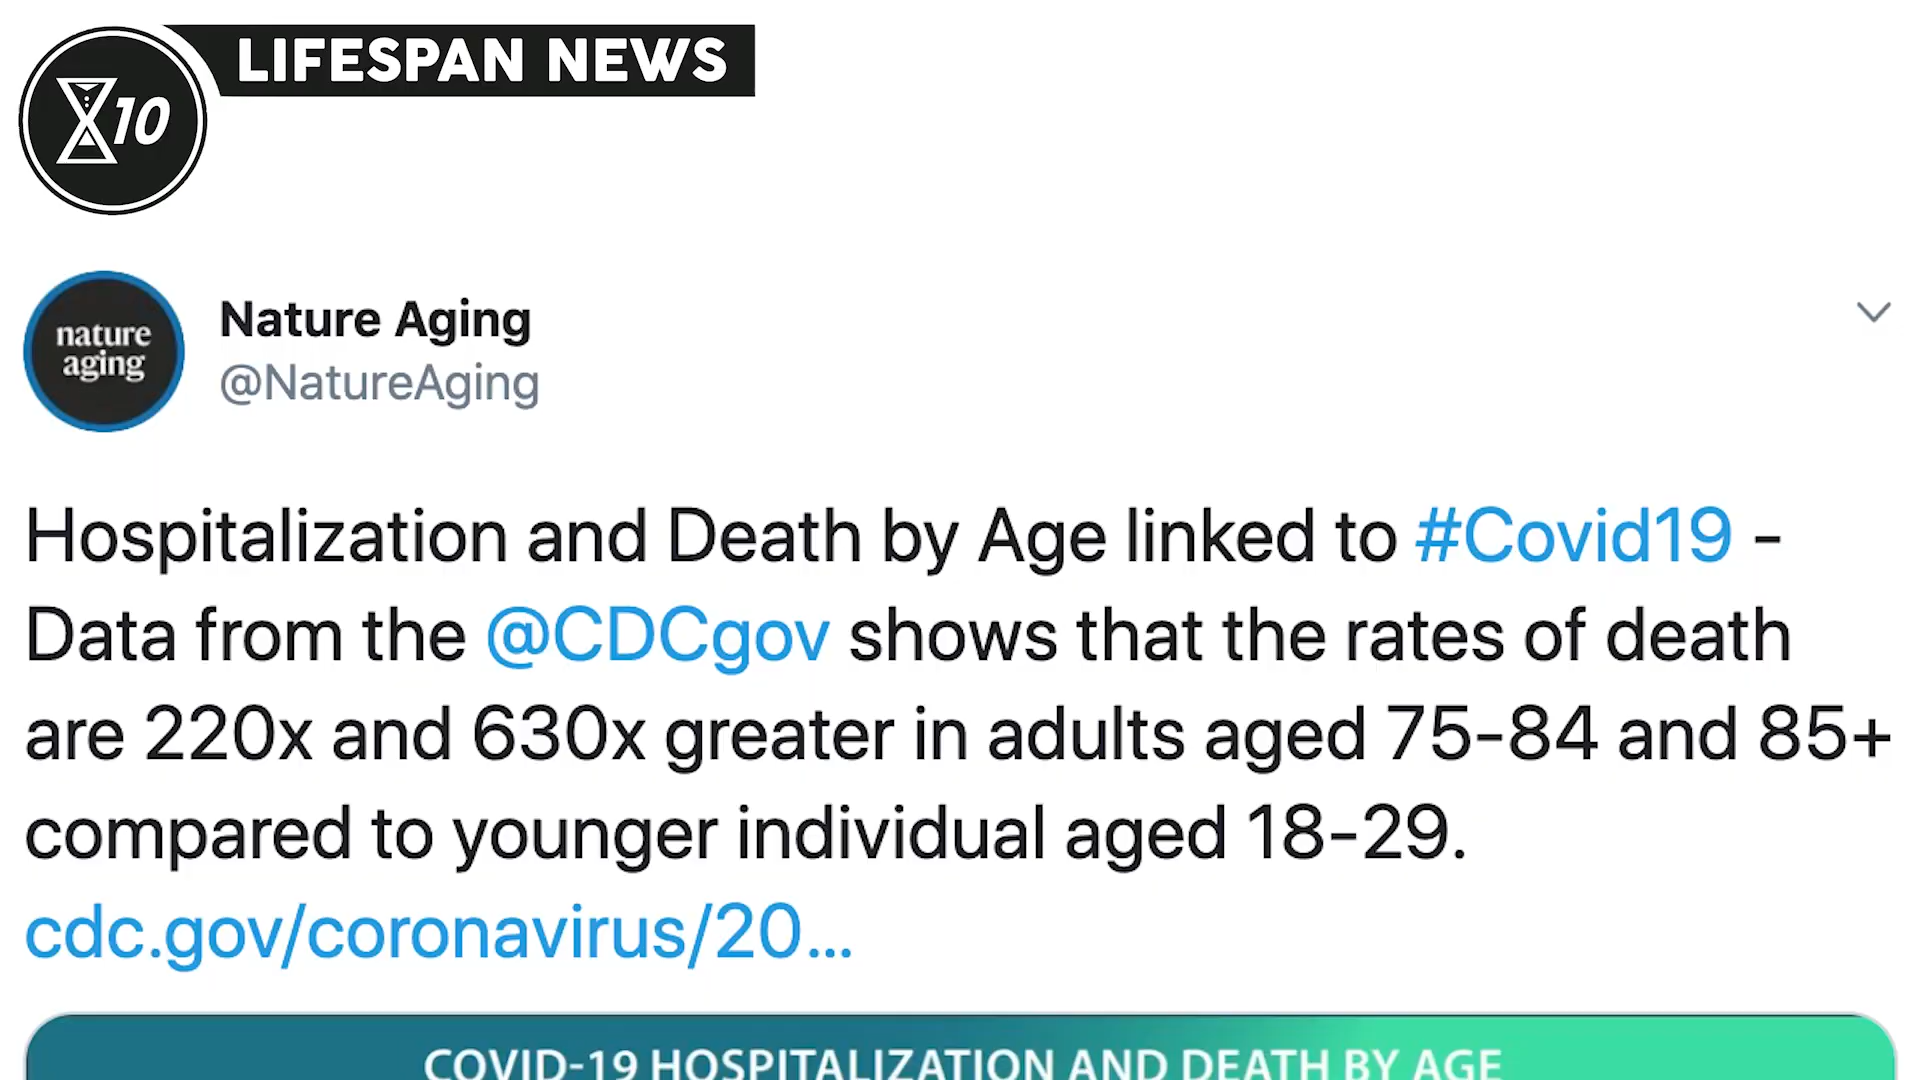 X10
LIFESPAN NEWS
nature
aging
Nature Aging
@NatureAging
Hospitalization and Death by Age linked to #Covid19 -
Data from the @CDCgov shows that the rates of death
are 220x and 630x greater in adults aged 75-84 and 85+
compared to younger individual aged 18-29.
cdc.gov/coronavirus/20...
COVID-19 HOSPITALIZATION AND DEATH BY AGE